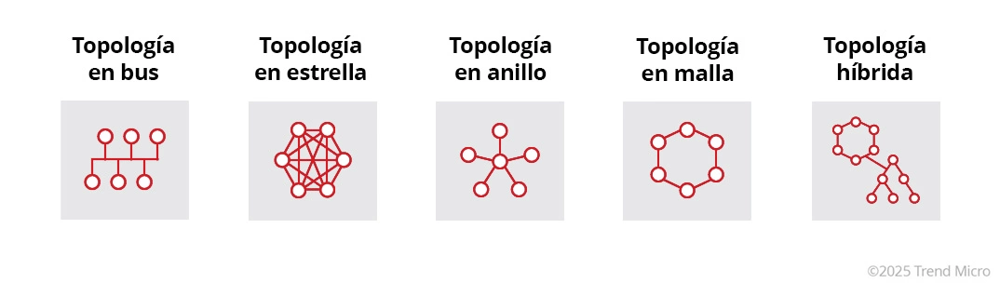 Topología
en bus
Topología
en estrella
Topología
en anillo
Topología
en malla
Topología
híbrida
©2025 Trend Micro